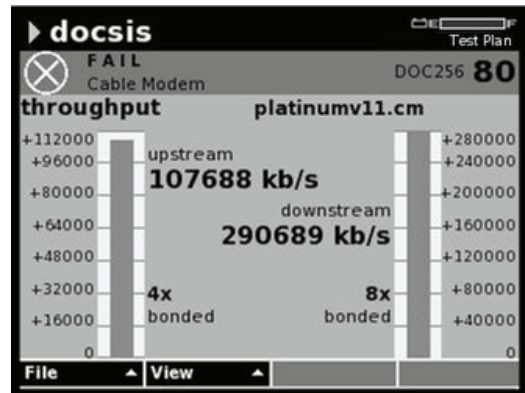 docsis
E F
Test Plan
FAIL
Cable Modem
DOC256 80
throughput platinumv11.cm
+112000
+96000
+80000
+64000
+48000
+32000
+16000
0
upstream
107688 kb/s
downstream
290689 kb/s
4x
bonded
8x
bonded
+280000
+240000
+200000
+160000
+120000
+80000
+40000
0
File View